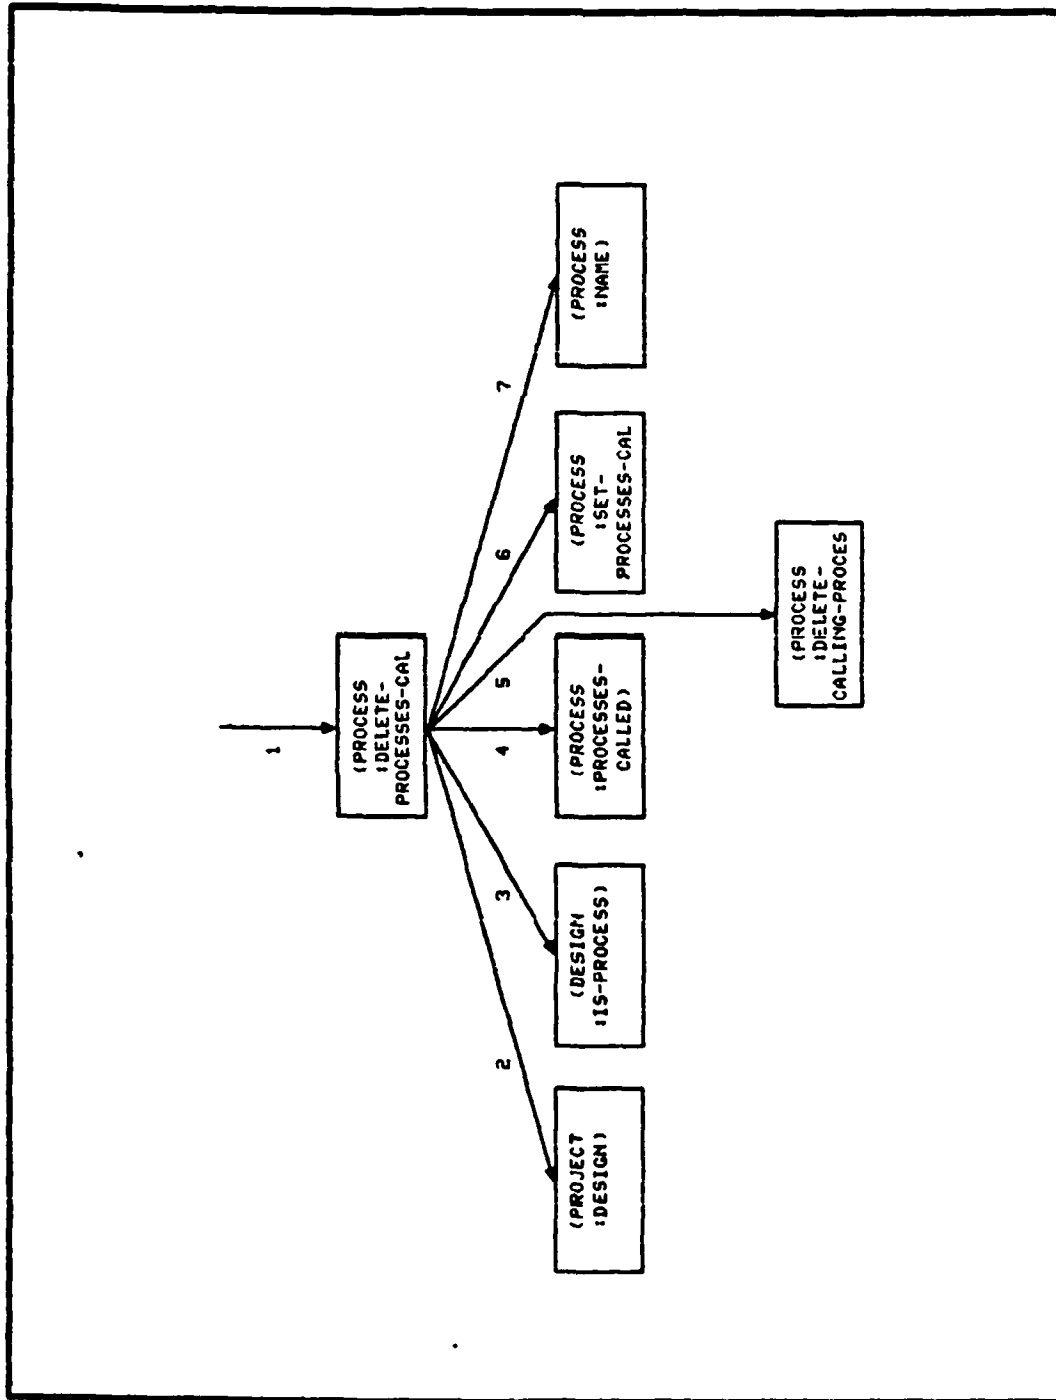 1
(PROCESS
:DELETE-
PROCESSES-CAL
2
3
4
5
6
7
(PROJECT
:DESIGN)
(DESIGN
:IS-PROCESS)
(PROCESS
:PROCESSES-
CALLED)
(PROCESS
:SET-
PROCESSES-CAL
(PROCESS
:NAME)
(PROCESS
:DELETE-
CALLING-PROCES